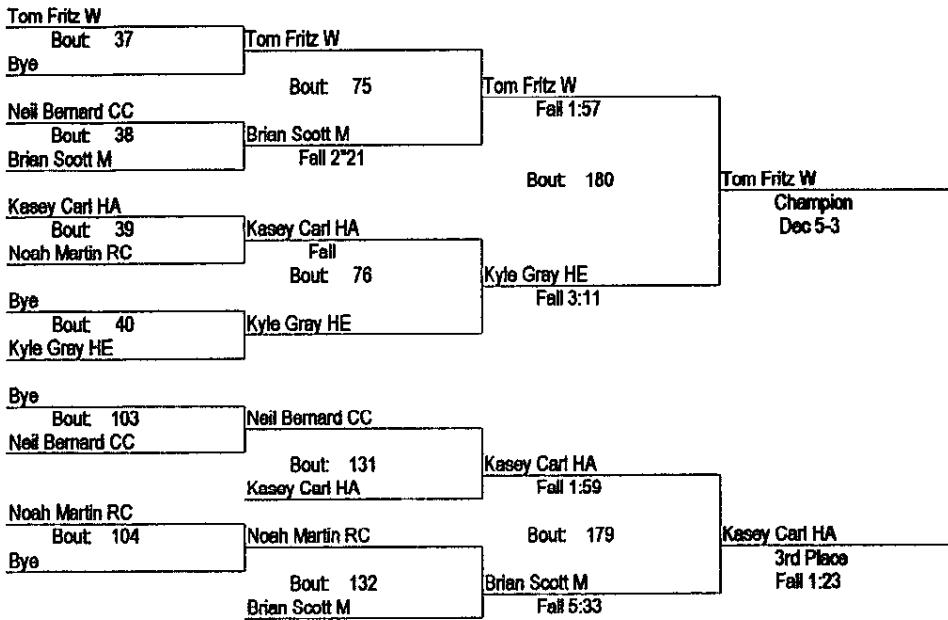 Tom Fritz W
Bout: 37
Bye
Tom Fritz W
Bout: 75
Neil Bernard CC
Bout: 38
Brian Scott M
Brian Scott M
Fall 2"21
Tom Fritz W
Fall 1:57
Bout: 180
Kasey Carl HA
Bout: 39
Noah Martin RC
Kasey Carl HA
Fall
Bout: 76
Bye
Bout: 40
Kyle Gray HE
Kyle Gray HE
Kyle Gray HE
Fall 3:11
Tom Fritz W
Champion
Dec 5-3
Bye
Bout: 103
Neil Bernard CC
Neil Bernard CC
Bout: 131
Kasey Carl HA
Kasey Carl HA
Fall 1:59
Bout: 179
Noah Martin RC
Bout: 104
Bye
Noah Martin RC
Bout: 132
Brian Scott M
Brian Scott M
Fall 5:33
Kasey Carl HA
3rd Place
Fall 1:23